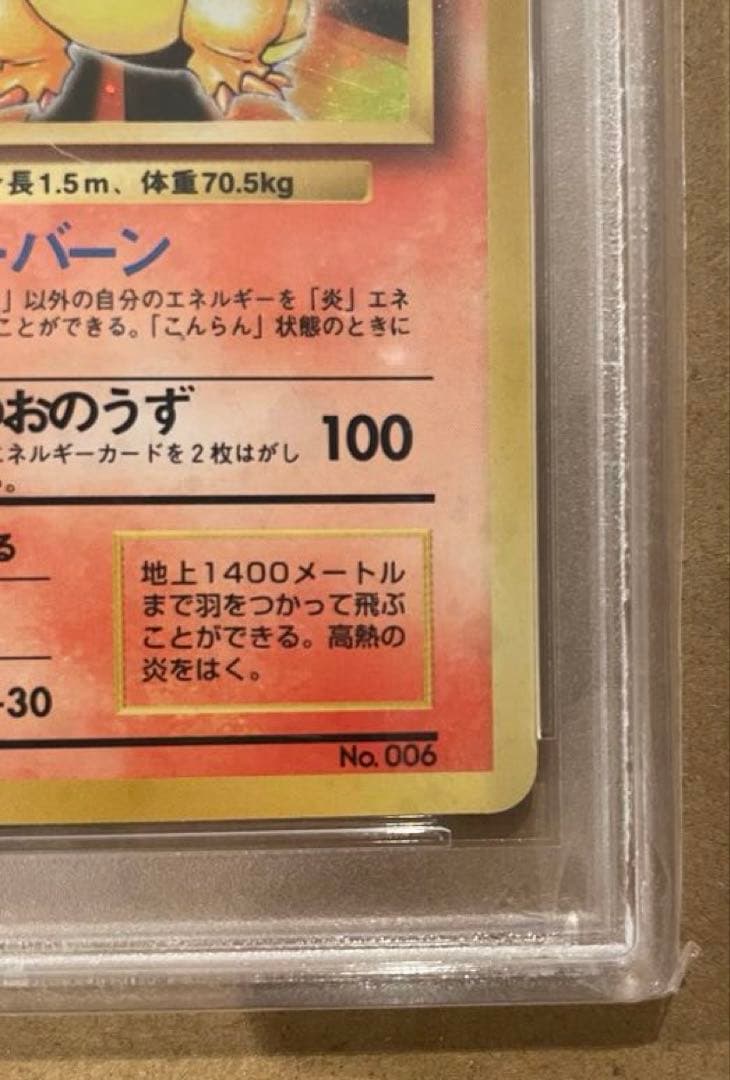 長1.5m、体重70.5kg
・バーン
」以外の自分のエネルギーを「炎」エネ
ことができる。「こんらん」状態のときに
おのうず
100
エネルギーカードを2枚はがし
。
る
地上1400メートル
まで羽をつかって飛ぶ
ことができる。高熱の
炎をはく。
-30
No. 006